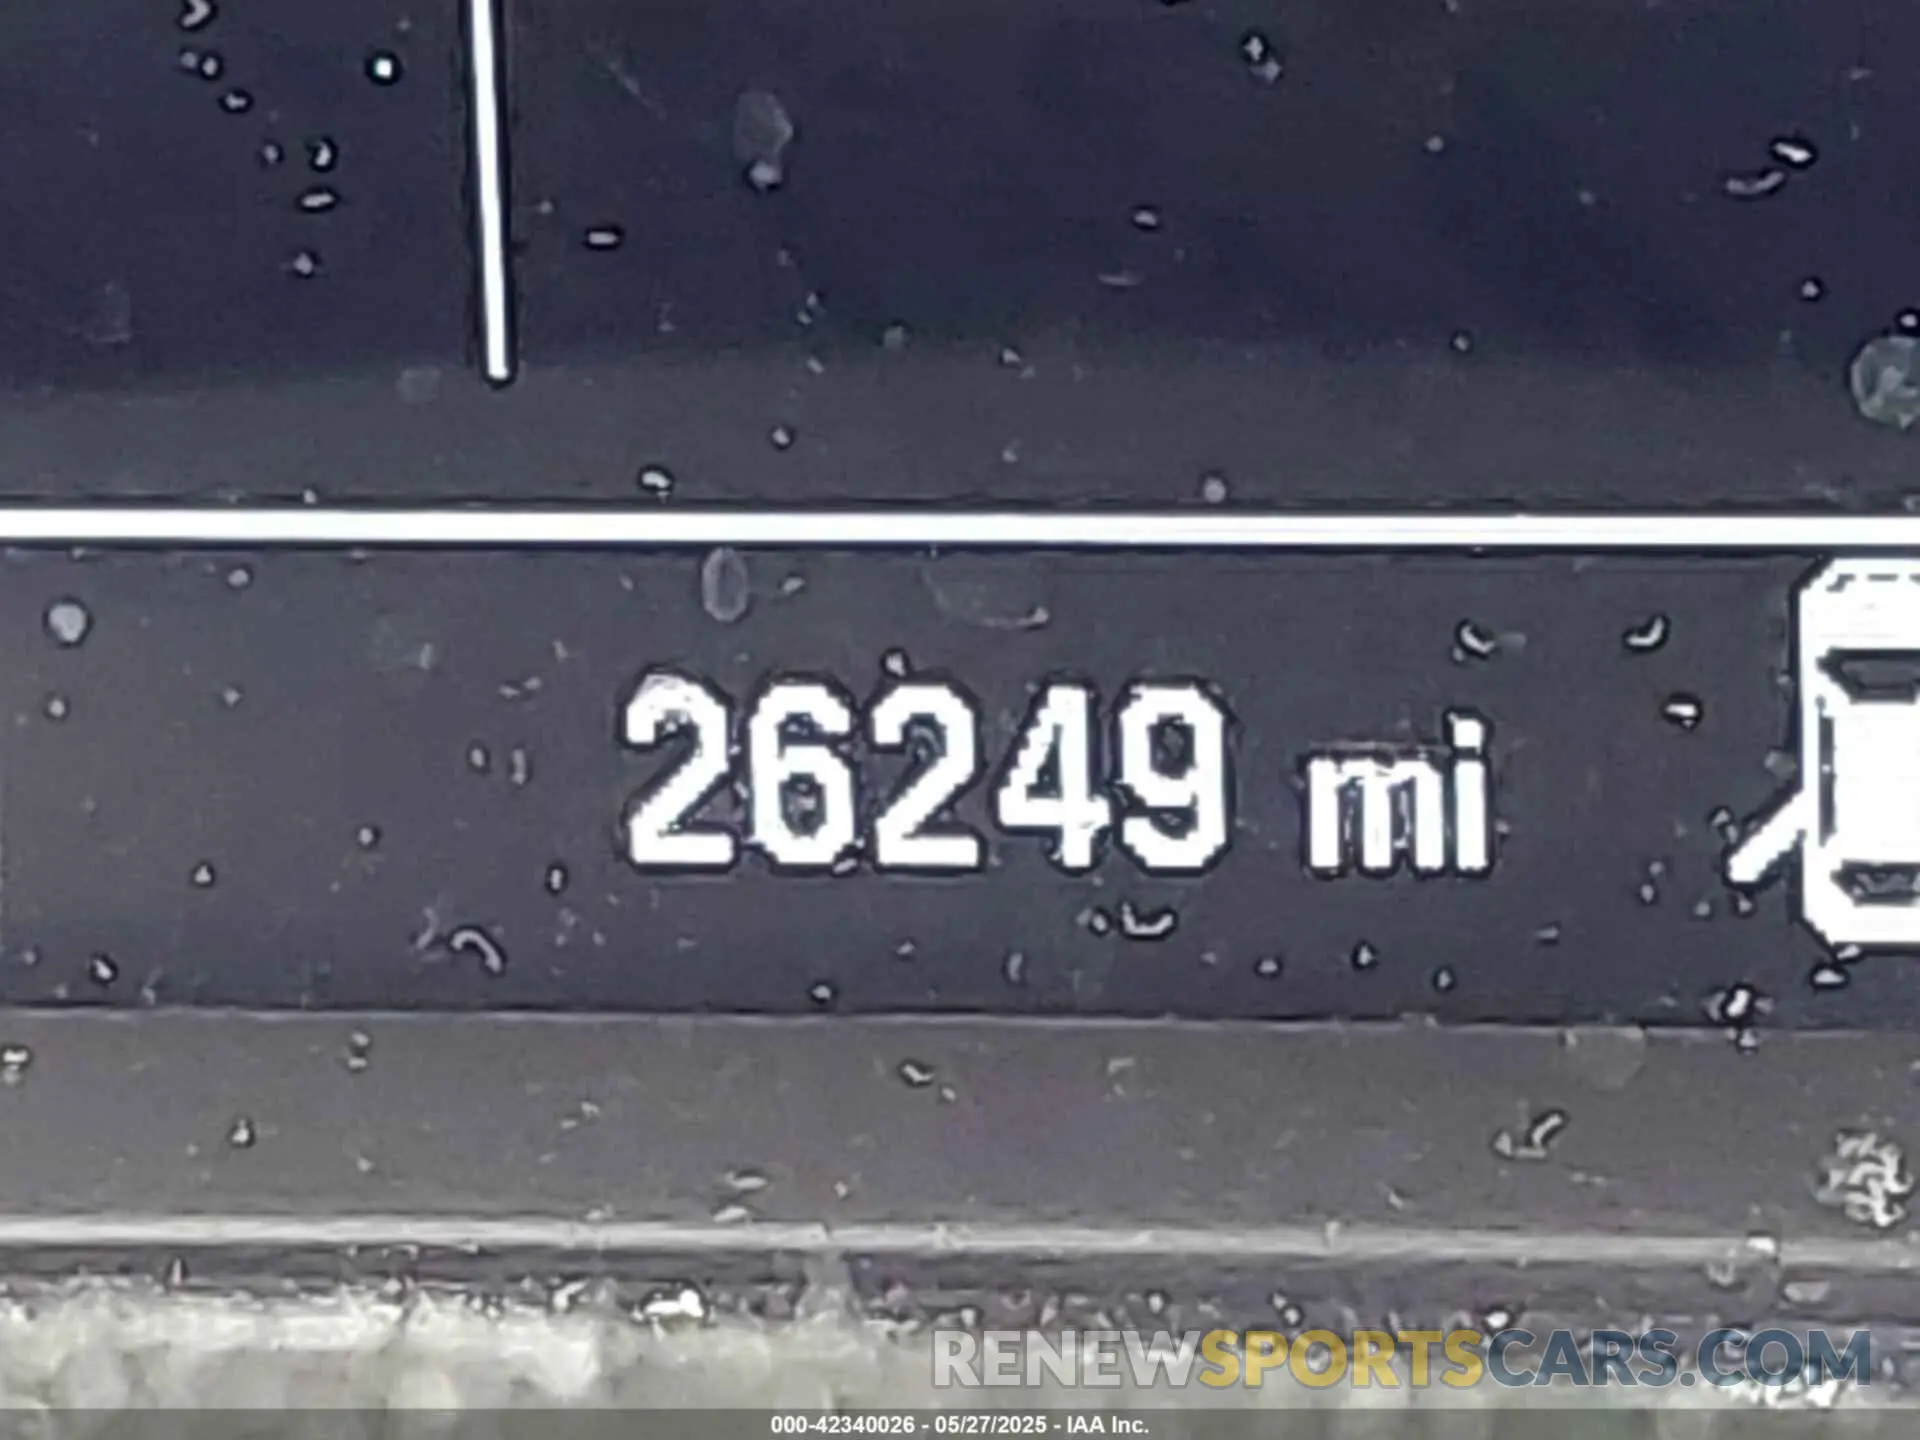 26249 mi
RENEWSPORTSCARS.COM
000-42340026 - 05/27/2025 - IAA Inc.